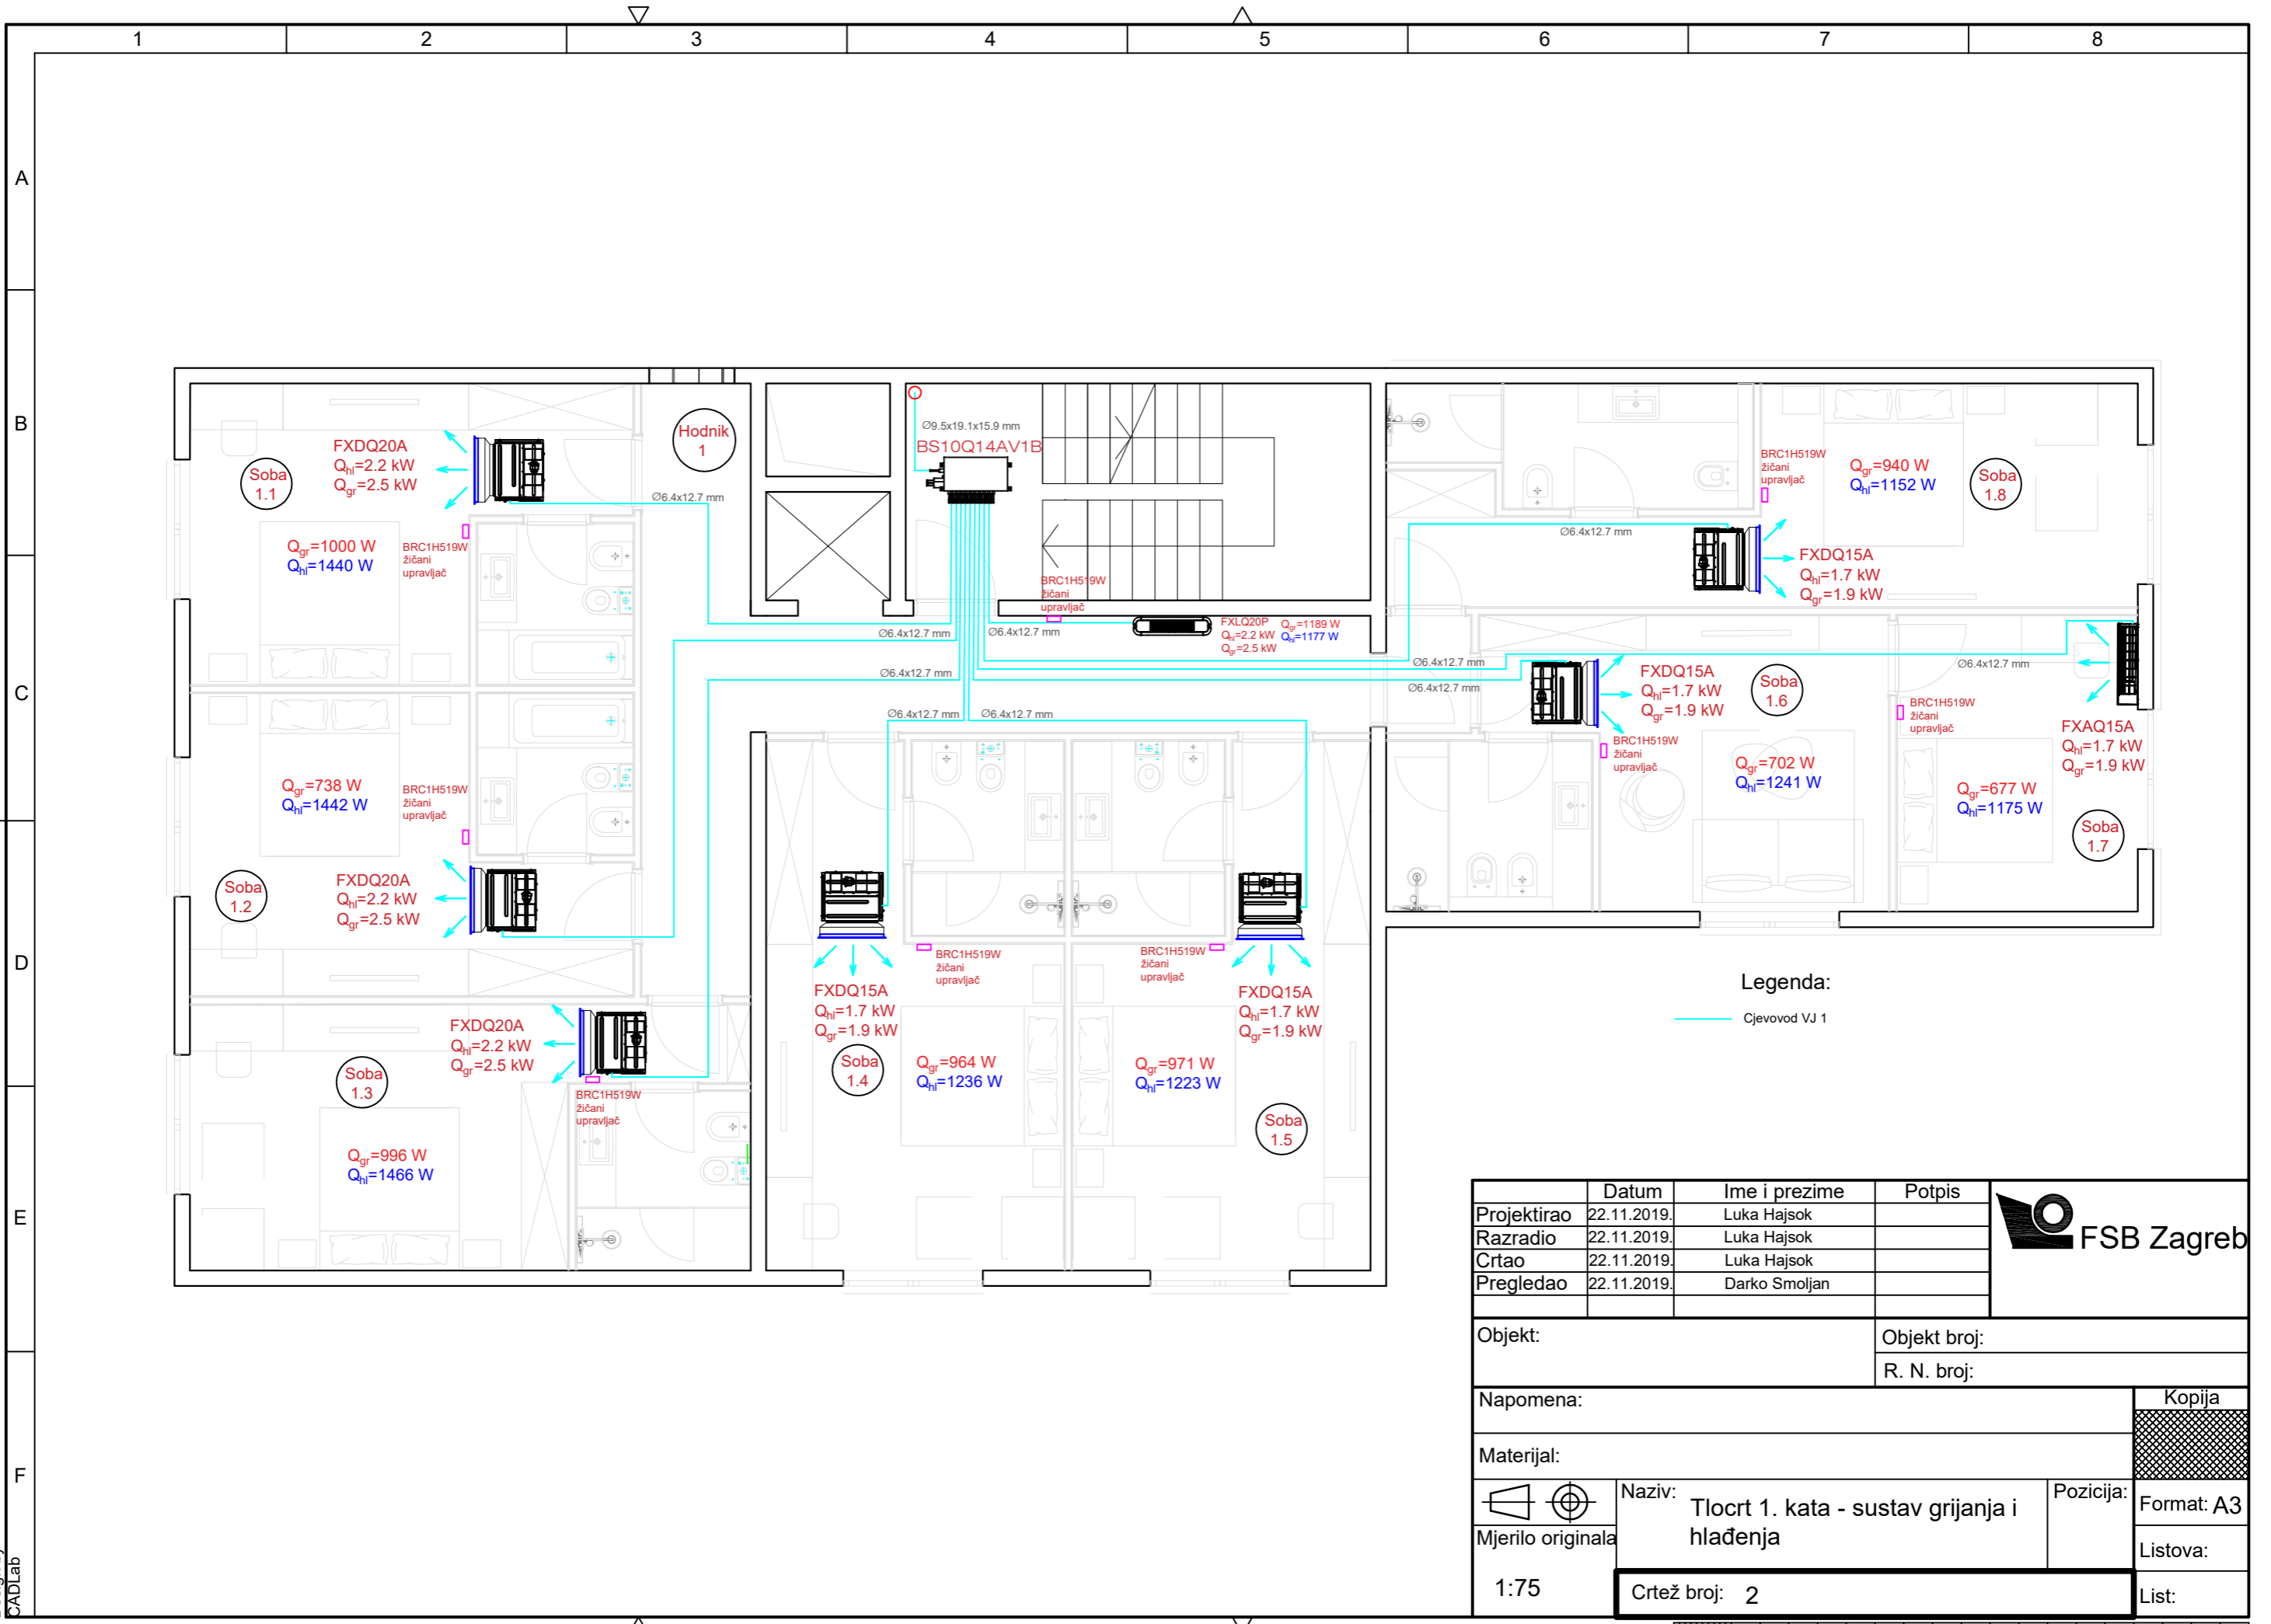 1 2 3 4 5 6 7 8
A
B
C
D
E
F
Hodnik
1
Ø9.5x19.1x15.9 mm
BS10Q14AV1B
FXDQ20A
Qhl=2.2 kW
Qgr=2.5 kW
Soba
1.1
Ø6.4x12.7 mm
Qgr=1000 W
Qhl=1440 W
BRC1H519W
žičani
upravljač
BRC1H519W
žičani
upravljač
FXLQ20P
Qhl=2.2 kW
Qgr=2.5 kW
Qgr=1189 W
Qhl=1177 W
Ø6.4x12.7 mm
Ø6.4x12.7 mm
Ø6.4x12.7 mm
Ø6.4x12.7 mm
Ø6.4x12.7 mm
BRC1H519W
žičani
upravljač
Qgr=940 W
Qhl=1152 W
Soba
1.8
Ø6.4x12.7 mm
FXDQ15A
Qhl=1.7 kW
Qgr=1.9 kW
Ø6.4x12.7 mm
Ø6.4x12.7 mm
Ø6.4x12.7 mm
FXDQ15A
Qhl=1.7 kW
Qgr=1.9 kW
Soba
1.6
BRC1H519W
žičani
upravljač
Qgr=702 W
Qhl=1241 W
BRC1H519W
žičani
upravljač
FXAQ15A
Qhl=1.7 kW
Qgr=1.9 kW
Qgr=677 W
Qhl=1175 W
Soba
1.7
Qgr=738 W
Qhl=1442 W
BRC1H519W
žičani
upravljač
Soba
1.2
FXDQ20A
Qhl=2.2 kW
Qgr=2.5 kW
FXDQ20A
Qhl=2.2 kW
Qgr=2.5 kW
Soba
1.3
BRC1H519W
žičani
upravljač
Qgr=996 W
Qhl=1466 W
BRC1H519W
žičani
upravljač
FXDQ15A
Qhl=1.7 kW
Qgr=1.9 kW
Soba
1.4
Qgr=964 W
Qhl=1236 W
BRC1H519W
žičani
upravljač
FXDQ15A
Qhl=1.7 kW
Qgr=1.9 kW
Qgr=971 W
Qhl=1223 W
Soba
1.5
Legenda:
Cjevovod VJ 1
Datum Ime i prezime Potpis
Projektirao 22.11.2019. Luka Hajsok
Razradio 22.11.2019. Luka Hajsok
Crtao 22.11.2019. Luka Hajsok
Pregledao 22.11.2019. Darko Smoljan
FSB Zagreb
Objekt:
Objekt broj:
R. N. broj:
Napomena:
Kopija
Materijal:
Naziv: Tlocrt 1. kata - sustav grijanja i
hlađenja
Pozicija:
Format: A3
Mjerilo originala
1:75
Listova:
Crtež broj: 2
List:
CADLab